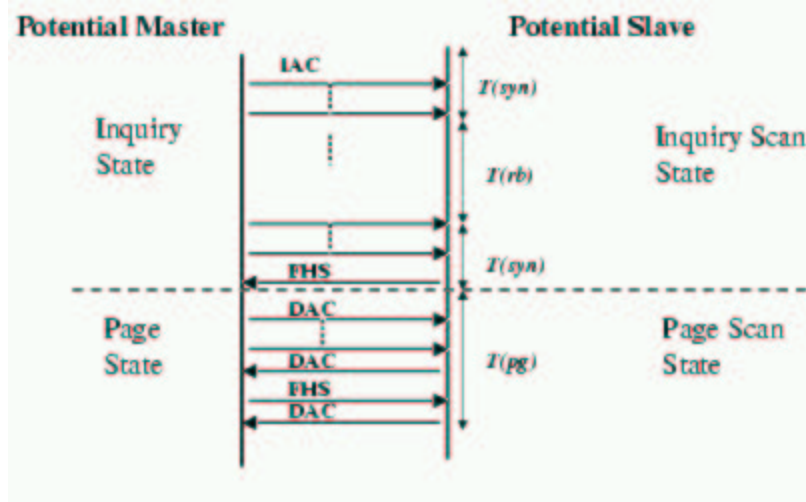 Potential Master
Potential Slave
IAC
T(syn)
Inquiry
State
Inquiry Scan
State
T(rb)
T(syn)
FHS
DAC
Page
State
Page Scan
State
DAC
T(pg)
FHS
DAC